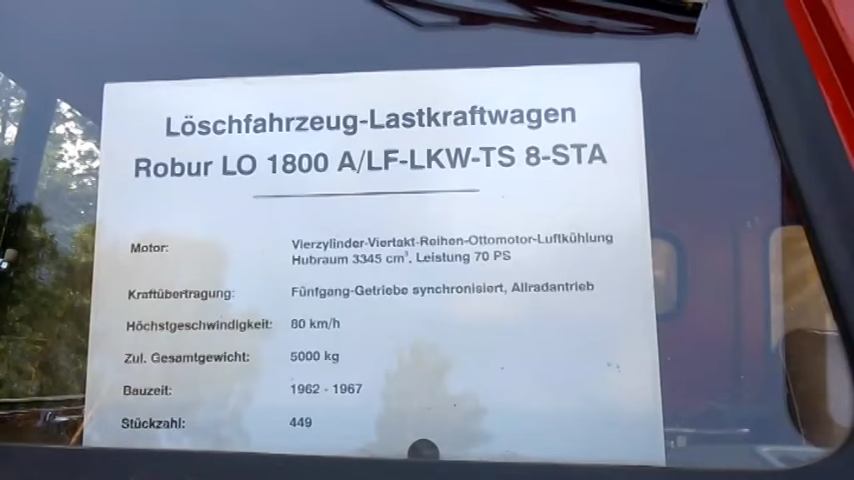 Löschfahrzeug-Lastkraftwagen
Robur LO 1800 A/LF-LKW-TS 8-STA
Motor: Vierzylinder-Viertakt-Reihen-Ottomotor-Luftkühlung
Hubraum 3345 cm³, Leistung 70 PS
Kraftübertragung: Fünfgang-Getriebe Synchronisiert, Allradantrieb
Höchstgeschwindigkeit: 80 km/h
Zul. Gesamtgewicht: 5000 kg
Bauzeit: 1962 - 1967
Stückzahl: 449